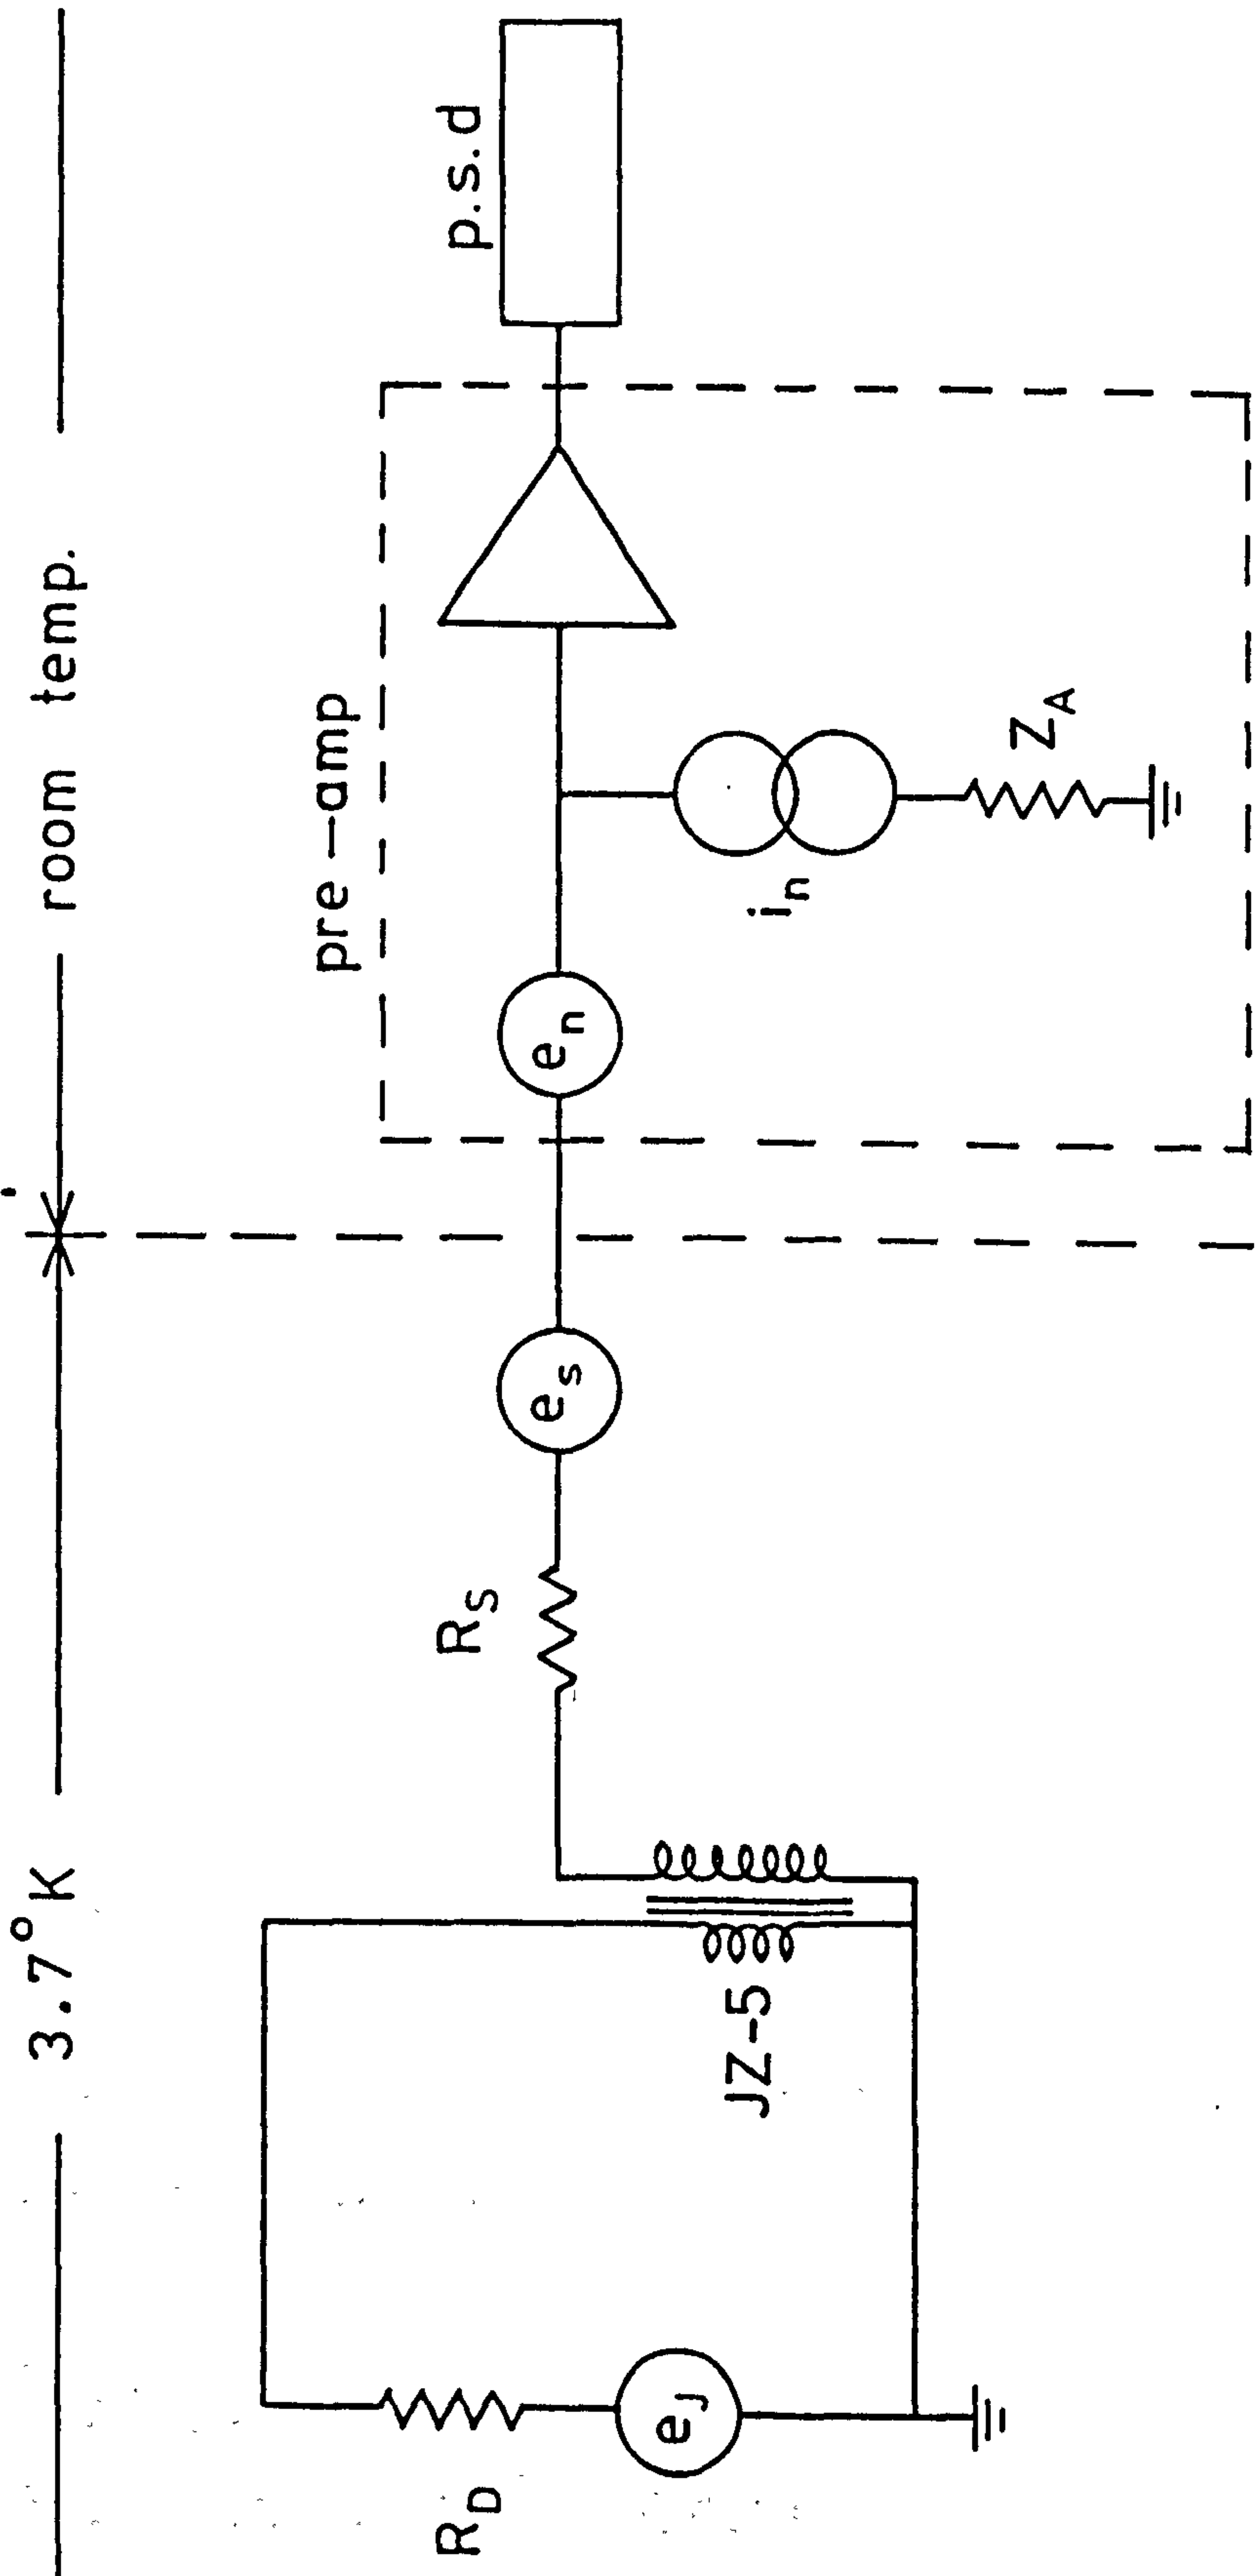 3.7°K
room temp.
pre-amp
p.s.d
R_D
e_J
JZ-5
R_S
e_s
e_n
i_n
Z_A